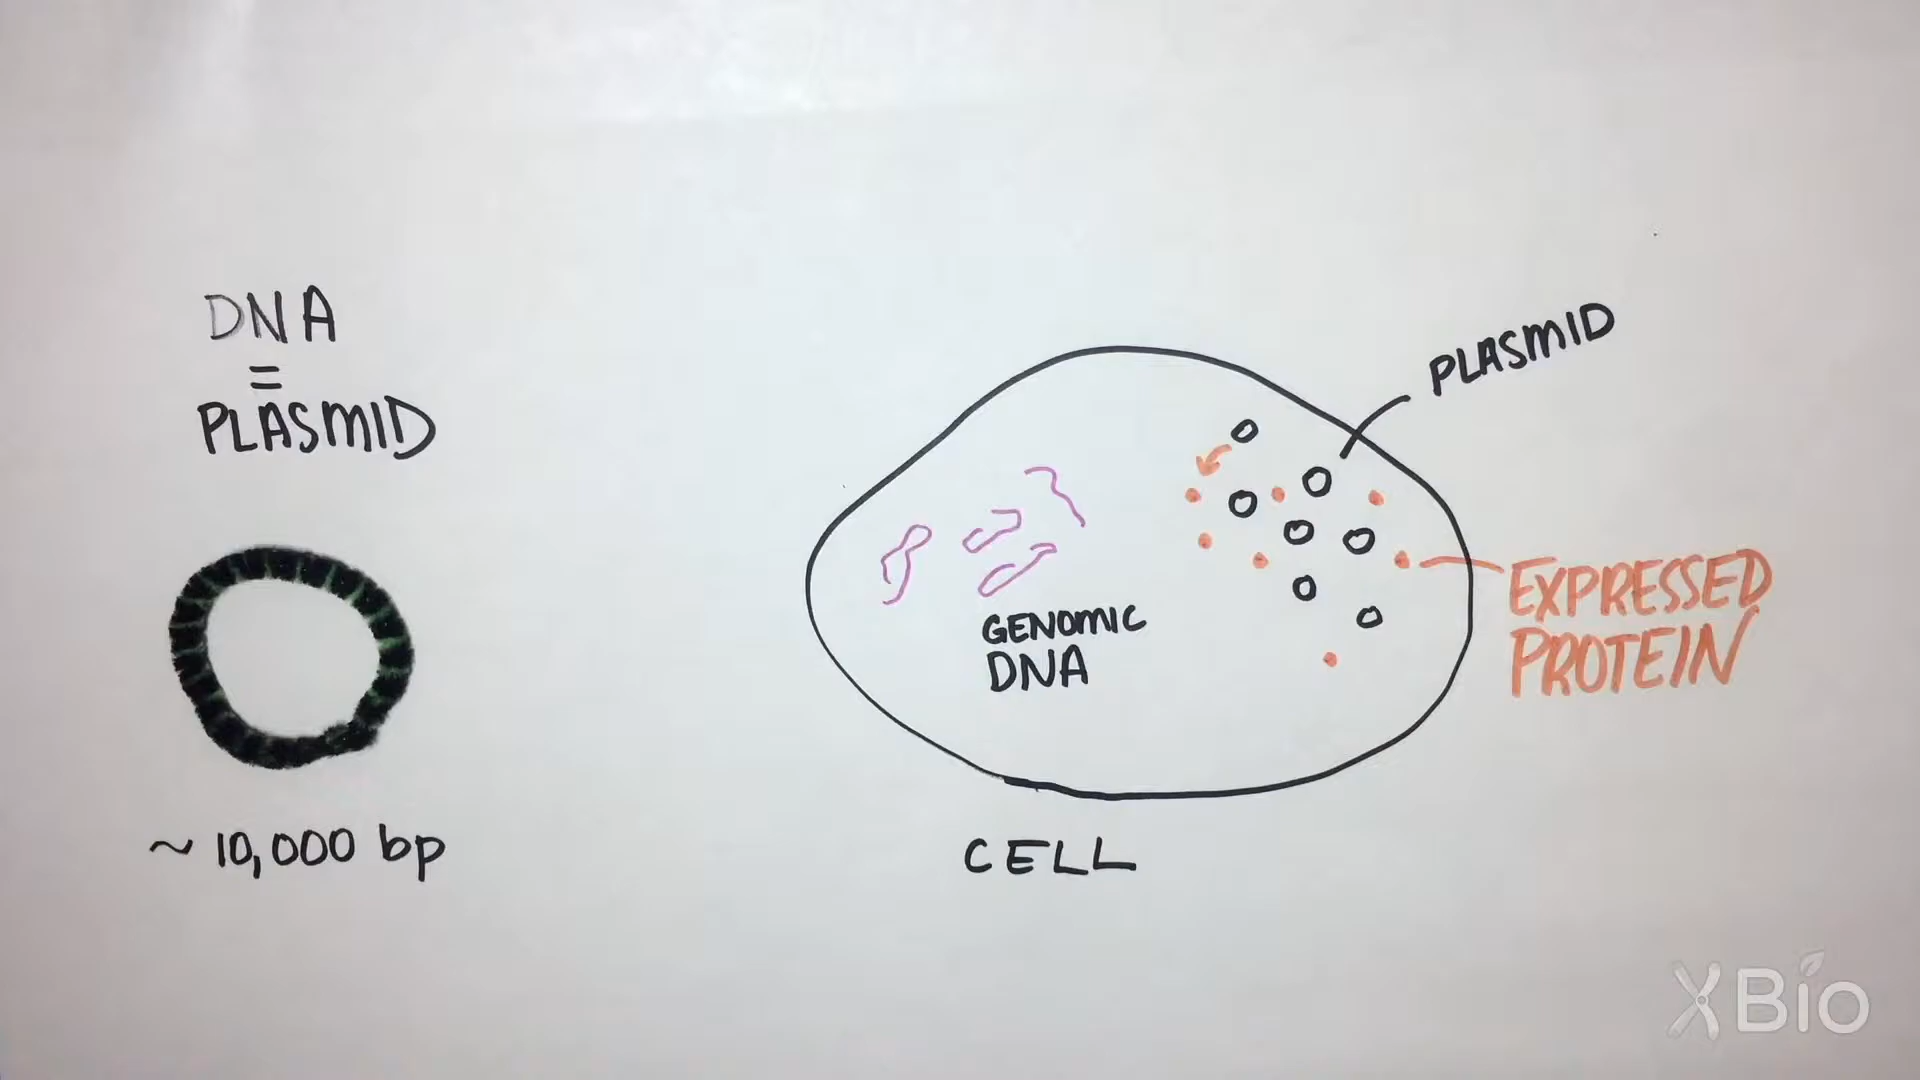 DNA
=
PLASMID
~ 10,000 bp
PLASMID
EXPRESSED
PROTEIN
GENOMIC
DNA
CELL
XBio